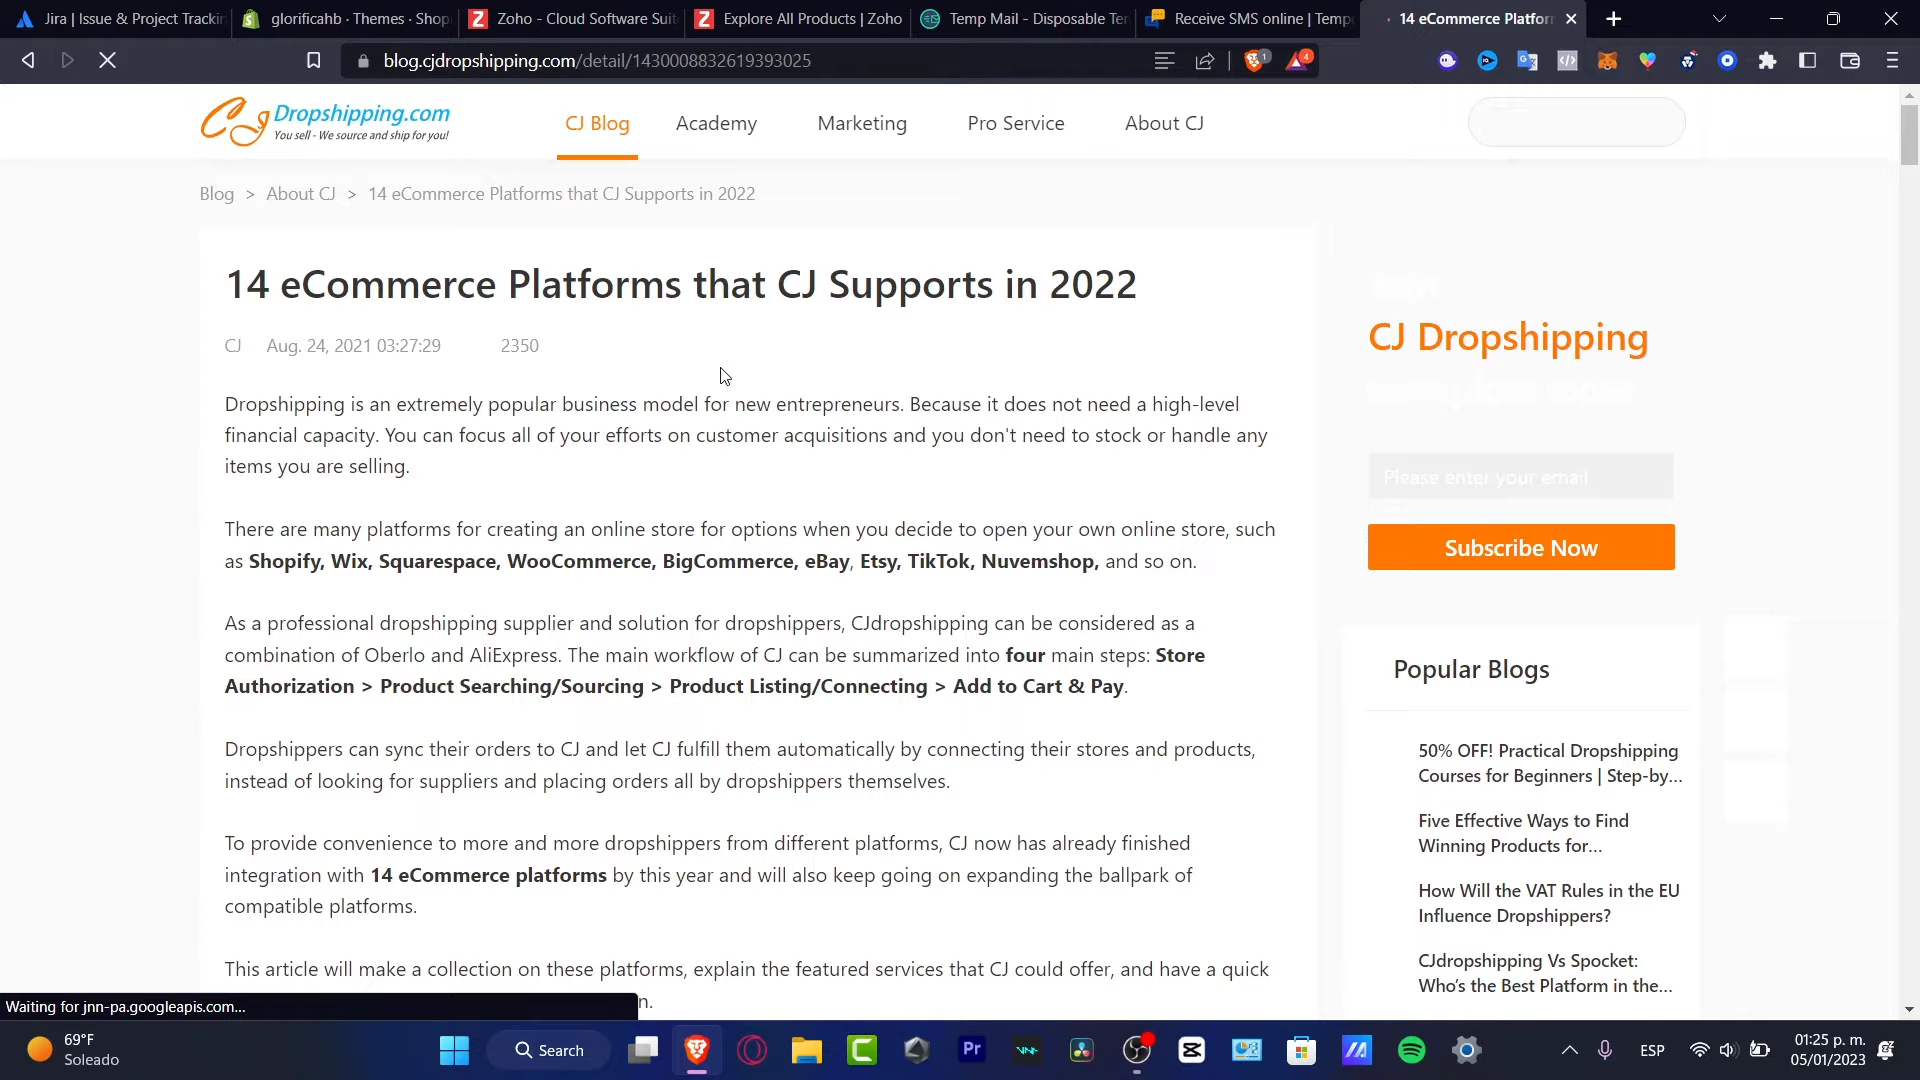 Jira | Issue & Project Trackin
glorificahb · Themes · Shop
Zoho - Cloud Software Suit
Explore All Products | Zoho
Temp Mail - Disposable Te
Receive SMS online | Temp
14 eCommerce Platfor
blog.cjdropshipping.com/detail/1430008832619393025
1
4
CJ Dropshipping.com
You sell - We source and ship for you!
CJ Blog
Academy
Marketing
Pro Service
About CJ
Blog > About CJ > 14 eCommerce Platforms that CJ Supports in 2022
14 eCommerce Platforms that CJ Supports in 2022
CJ Aug. 24, 2021 03:27:29 2350
Dropshipping is an extremely popular business model for new entrepreneurs. Because it does not need a high-level
financial capacity. You can focus all of your efforts on customer acquisitions and you don't need to stock or handle any
items you are selling.
There are many platforms for creating an online store for options when you decide to open your own online store, such
as Shopify, Wix, Squarespace, WooCommerce, BigCommerce, eBay, Etsy, TikTok, Nuvemshop, and so on.
As a professional dropshipping supplier and solution for dropshippers, CJdropshipping can be considered as a
combination of Oberlo and AliExpress. The main workflow of CJ can be summarized into four main steps: Store
Authorization > Product Searching/Sourcing > Product Listing/Connecting > Add to Cart & Pay.
Dropshippers can sync their orders to CJ and let CJ fulfill them automatically by connecting their stores and products,
instead of looking for suppliers and placing orders all by dropshippers themselves.
To provide convenience to more and more dropshippers from different platforms, CJ now has already finished
integration with 14 eCommerce platforms by this year and will also keep going on expanding the ballpark of
compatible platforms.
This article will make a collection on these platforms, explain the featured services that CJ could offer, and have a quick
n.
CJ Dropshipping
Please enter your email
Subscribe Now
Popular Blogs
50% OFF! Practical Dropshipping
Courses for Beginners | Step-by...
Five Effective Ways to Find
Winning Products for...
How Will the VAT Rules in the EU
Influence Dropshippers?
CJdropshipping Vs Spocket:
Who's the Best Platform in the...
Waiting for jnn-pa.googleapis.com...
69°F
Soleado
Search
Pr
ESP
01:25 p. m.
05/01/2023